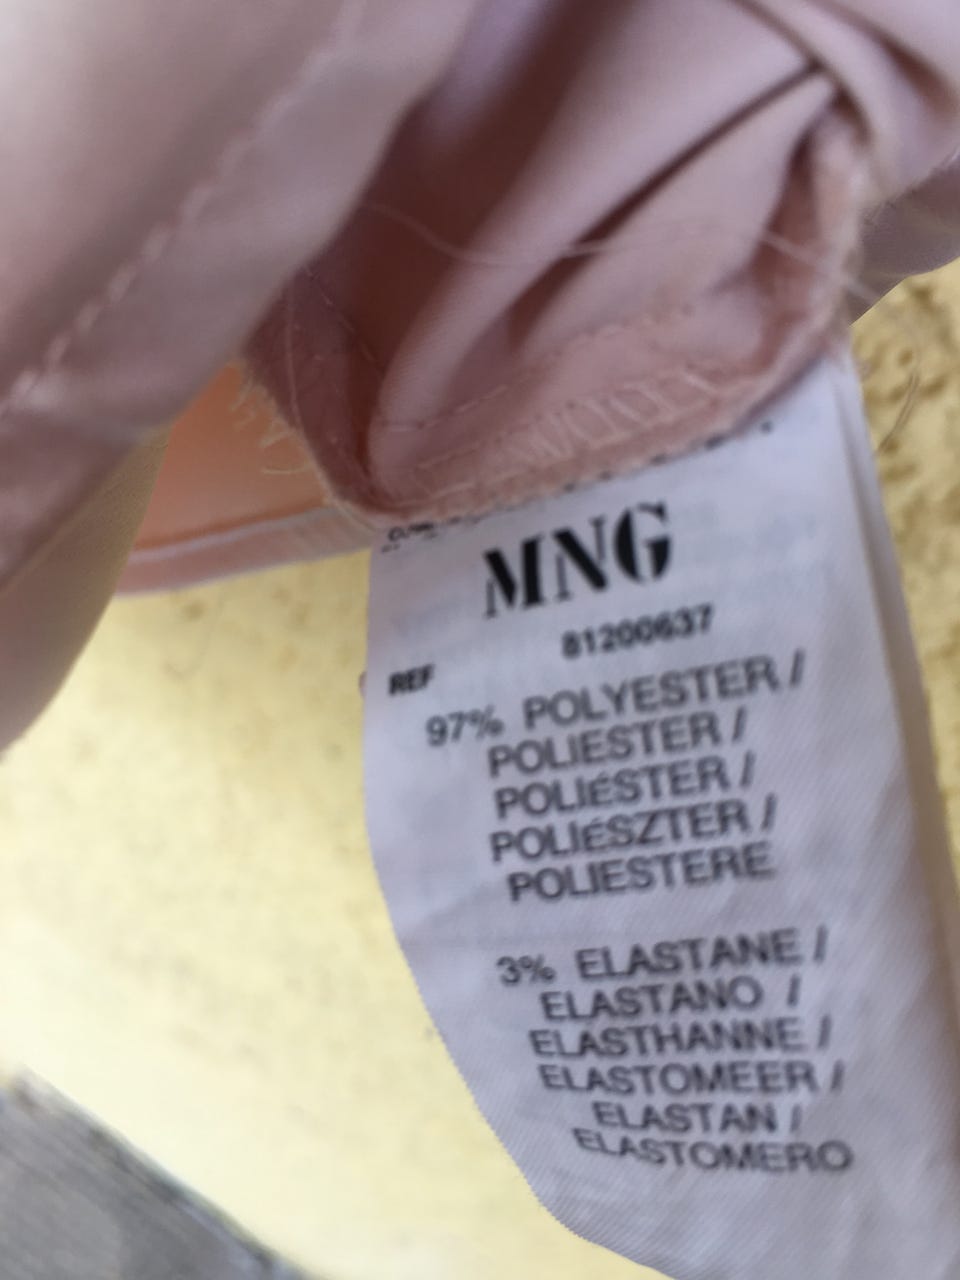 MNG
81200637
REF
97% POLYESTER /
POLIESTER /
POLIÉSTER /
POLIÉSZTER /
POLIESTERE
3% ELASTANE /
ELASTANO /
ELASTHANNE /
ELASTOMEER /
ELASTAN /
ELASTOMERO